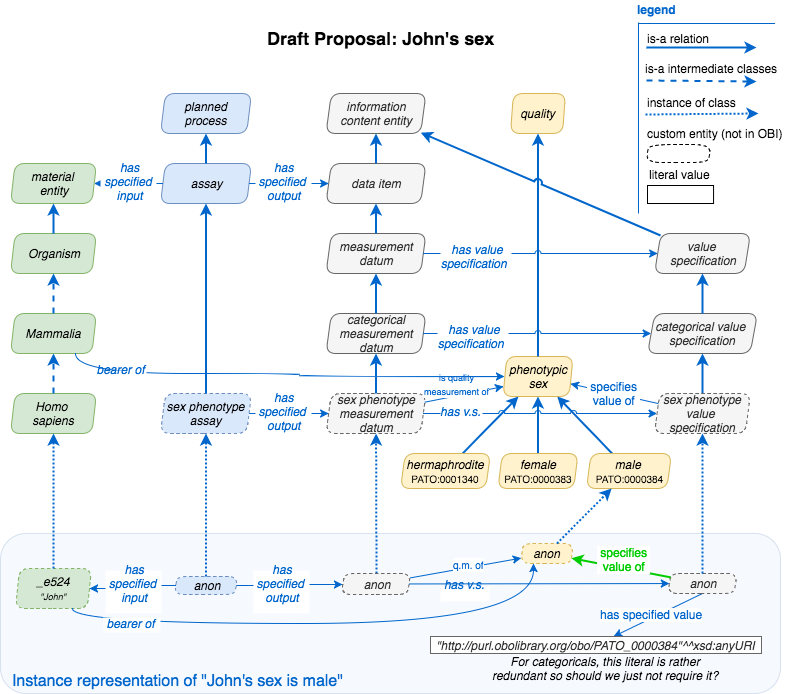 legend
Draft Proposal: John's sex
is-a relation
is-a intermediate classes
instance of class
custom entity (not in OBI)
literal value
planned
process
information
content entity
quality
material
entity
has
specified
input
assay
has
specified
output
data item
Organism
measurement
datum
has value
specification
value
specification
Mammalia
categorical
measurement
datum
has value
specification
categorical value
specification
bearer of
is quality
measurement of
phenotypic
sex
specifies
value of
Homo
sapiens
sex phenotype
assay
has
specified
output
sex phenotype
measurement
datum
has v.s.
sex phenotype
value
specification
hermaphrodite
PATO:0001340
female
PATO:0000383
male
PATO:0000384
_e524
"John"
has
specified
input
anon
has
specified
output
anon
q.m. of
has v.s.
anon
specifies
value of
anon
bearer of
has specified value
"http://purl.obolibrary.org/obo/PATO_0000384"^^xsd:anyURI
For categoricals, this literal is rather
redundant so should we just not require it?
Instance representation of "John's sex is male"